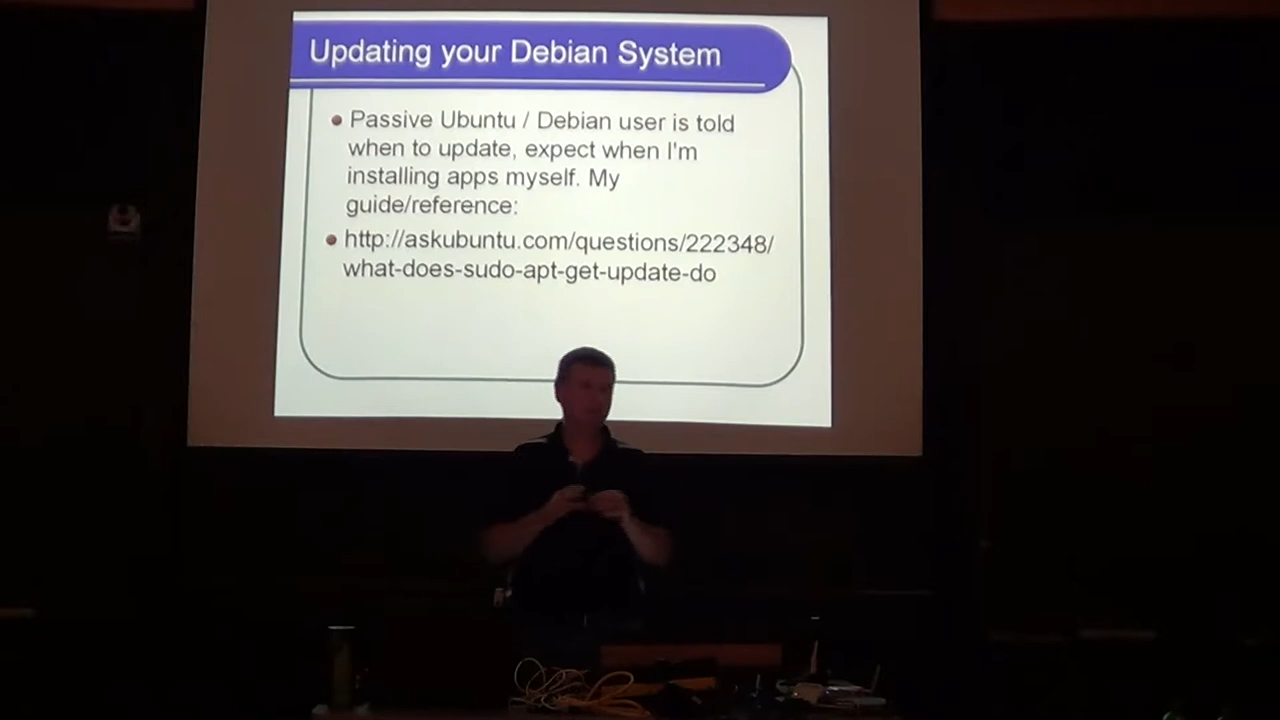 Updating your Debian System
Passive Ubuntu / Debian user is told
when to update, expect when I'm
installing apps myself. My
guide/reference:
http://askubuntu.com/questions/222348/
what-does-sudo-apt-get-update-do